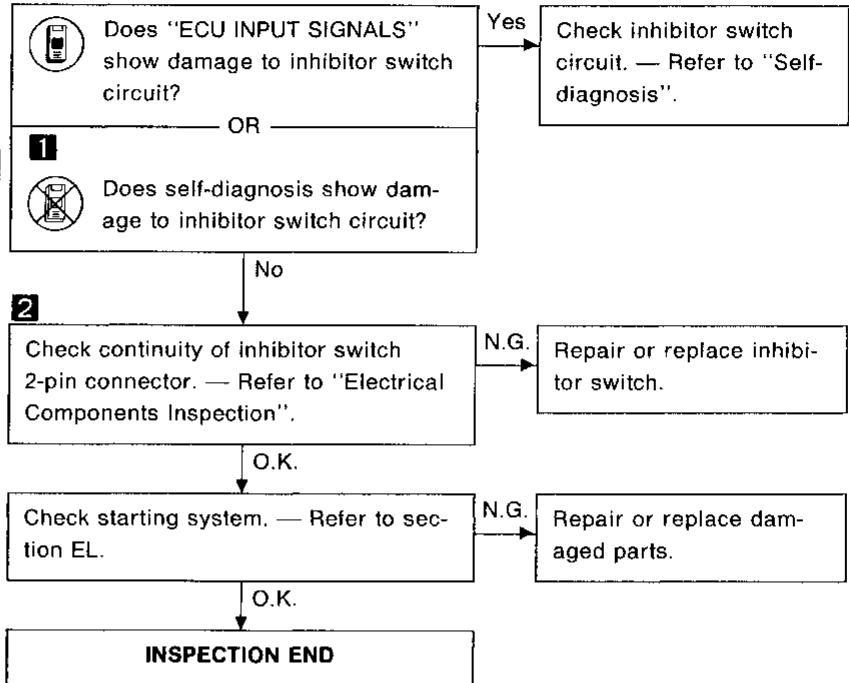 Does "ECU INPUT SIGNALS"
show damage to inhibitor switch
circuit?
Yes
Check inhibitor switch
circuit. — Refer to "Self-
diagnosis".
OR
1
Does self-diagnosis show dam-
age to inhibitor switch circuit?
No
2
Check continuity of inhibitor switch
2-pin connector. — Refer to "Electrical
Components Inspection".
N.G.
Repair or replace inhibi-
tor switch.
O.K.
Check starting system. — Refer to sec-
tion EL.
N.G.
Repair or replace dam-
aged parts.
O.K.
INSPECTION END